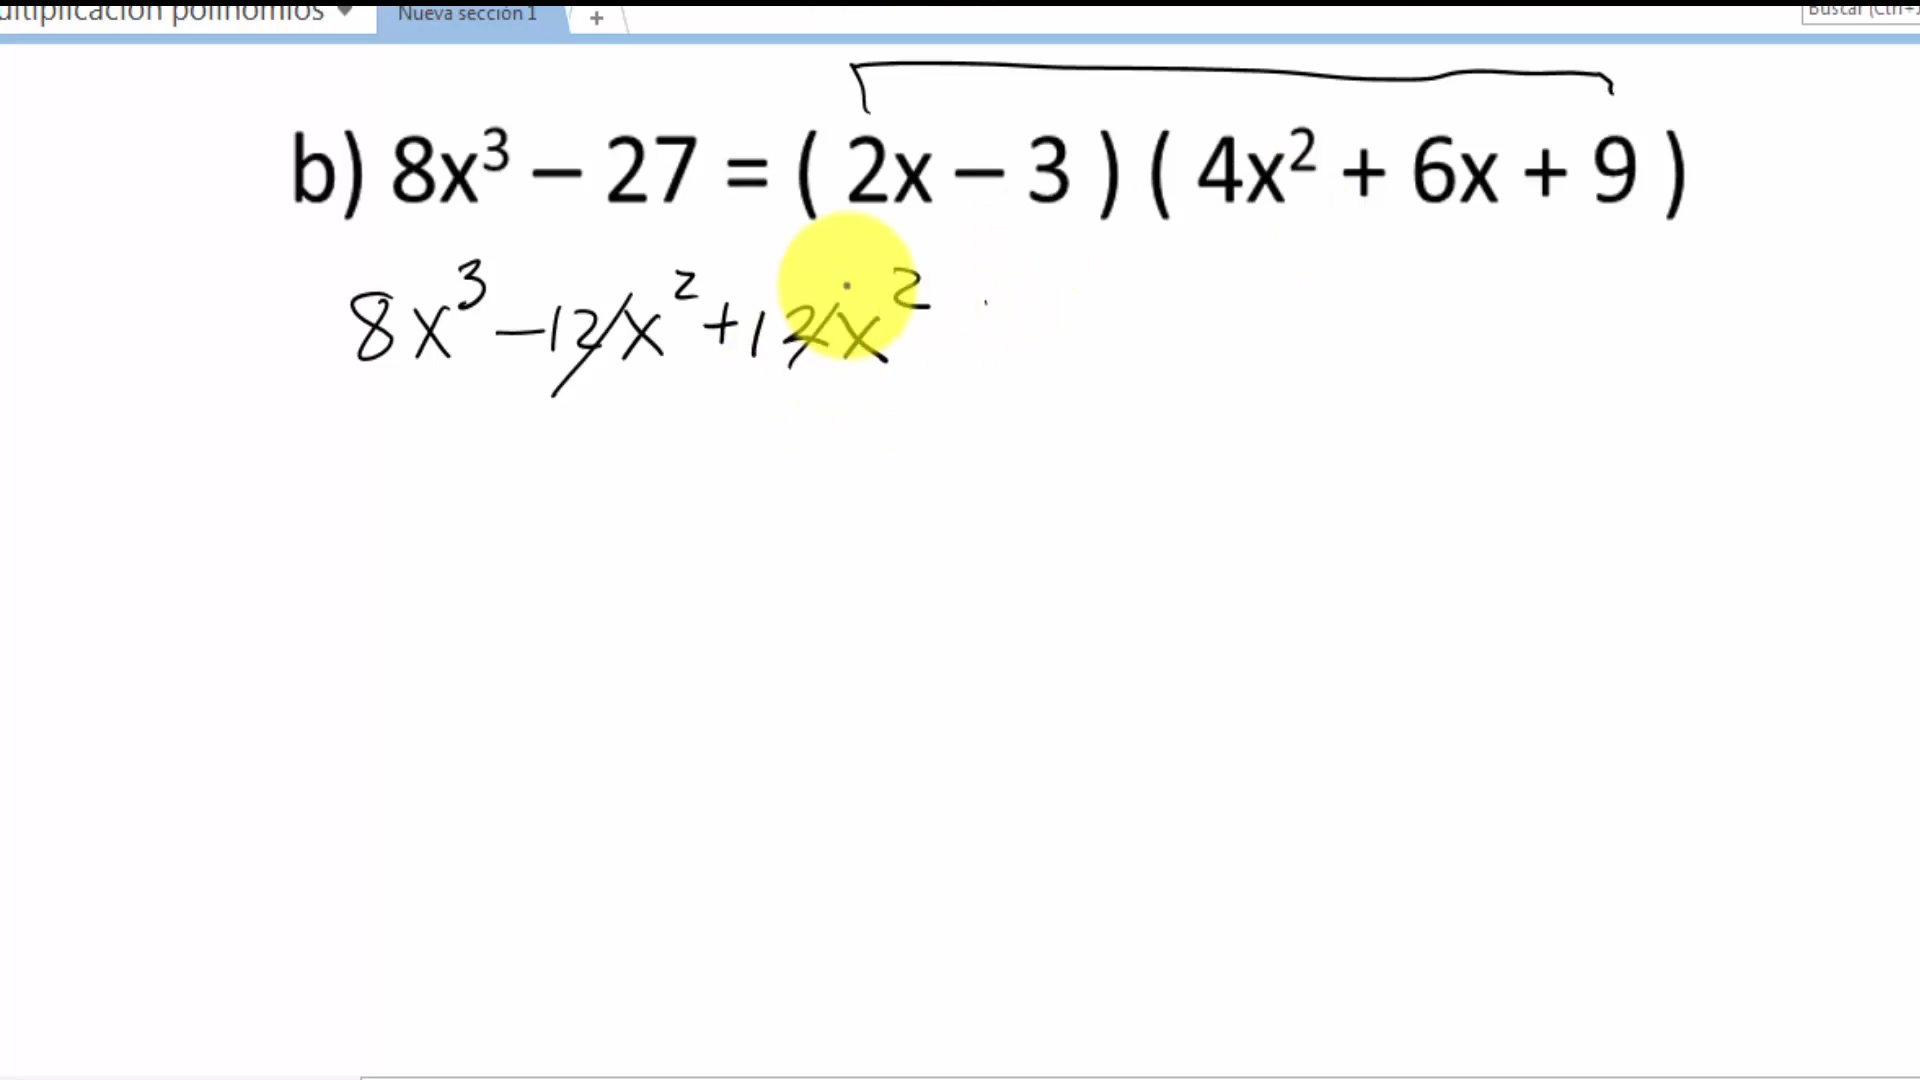 ultiplicación polinomios Nueva sección 1 + Buscar (Ctrl+
b) 8x³ – 27 = ( 2x – 3 ) ( 4x² + 6x + 9 )
8x³ –12x² +12x²